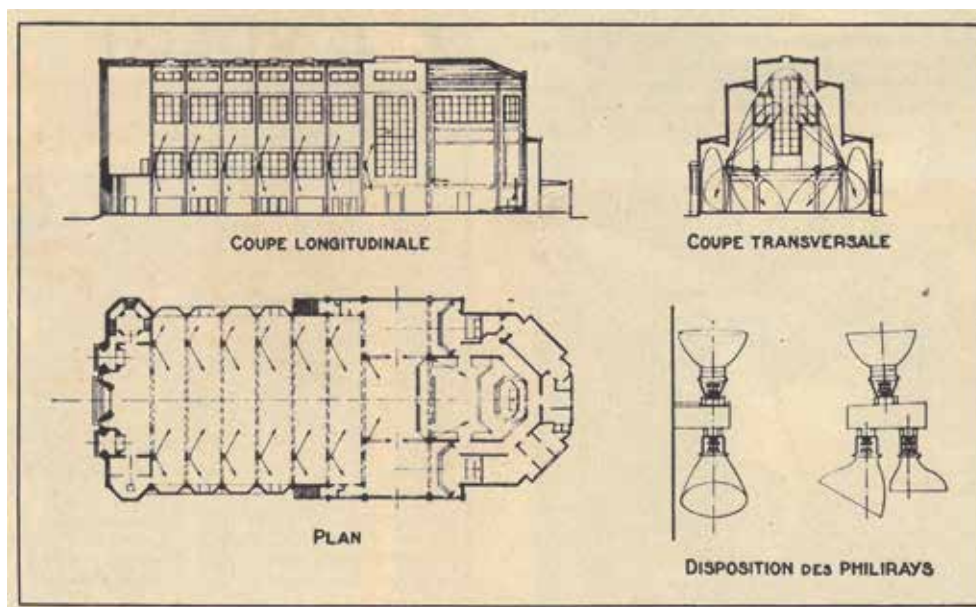 COUPE LONGITUDINALE
COUPE TRANSVERSALE
PLAN
DISPOSITION DES PHILIRAYS